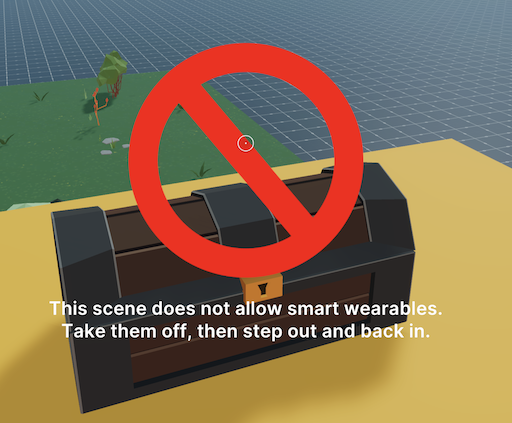 This scene does not allow smart wearables.
Take them off, then step out and back in.